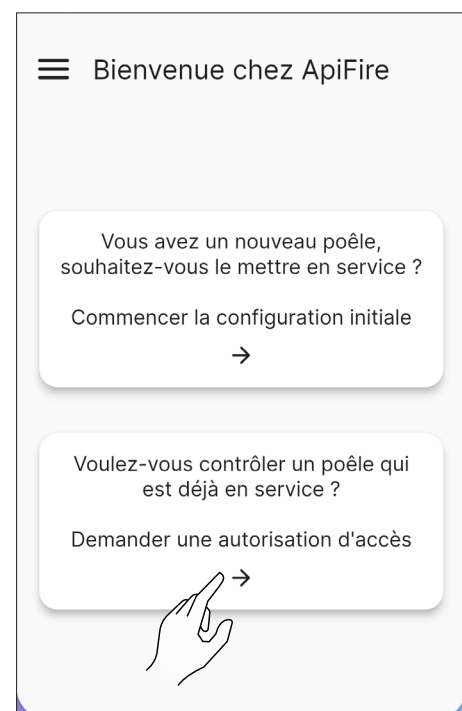 Bienvenue chez ApiFire
Vous avez un nouveau poêle,
souhaitez-vous le mettre en service ?
Commencer la configuration initiale
Voulez-vous contrôler un poêle qui
est déjà en service ?
Demander une autorisation d'accès